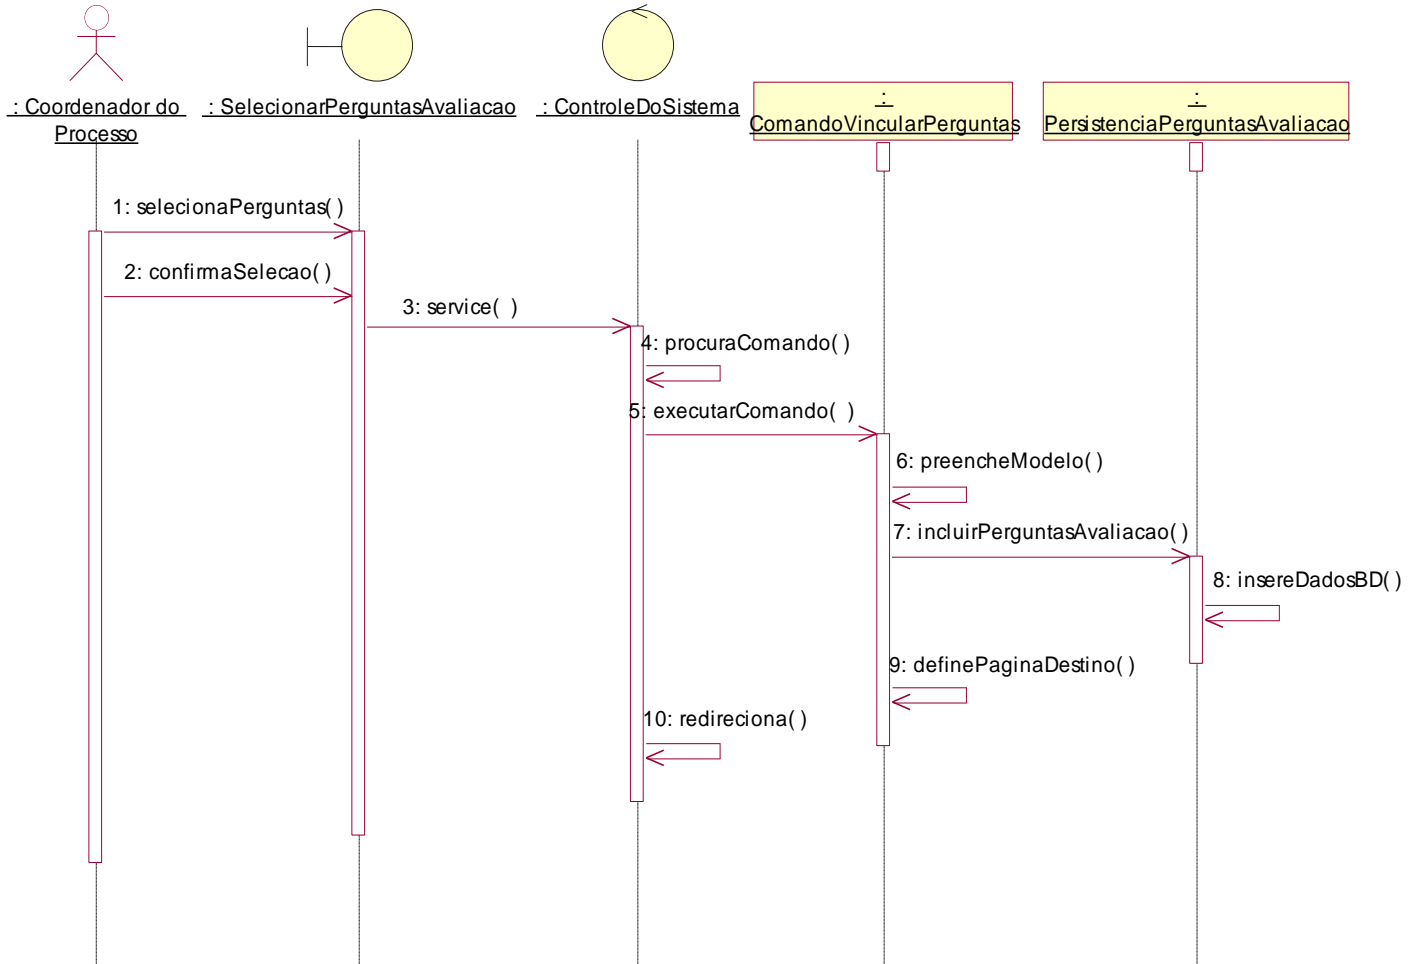 : Coordenador do
Processo
: SelecionarPerguntasAvaliacao
: ControleDoSistema
:
ComandoVincularPerguntas
:
PersistenciaPerguntasAvaliacao
1: selecionaPerguntas( )
2: confirmaSelecao( )
3: service( )
4: procuraComando( )
5: executarComando( )
6: preencheModelo( )
7: incluirPerguntasAvaliacao( )
8: insereDadosBD( )
9: definePaginaDestino( )
10: redireciona( )